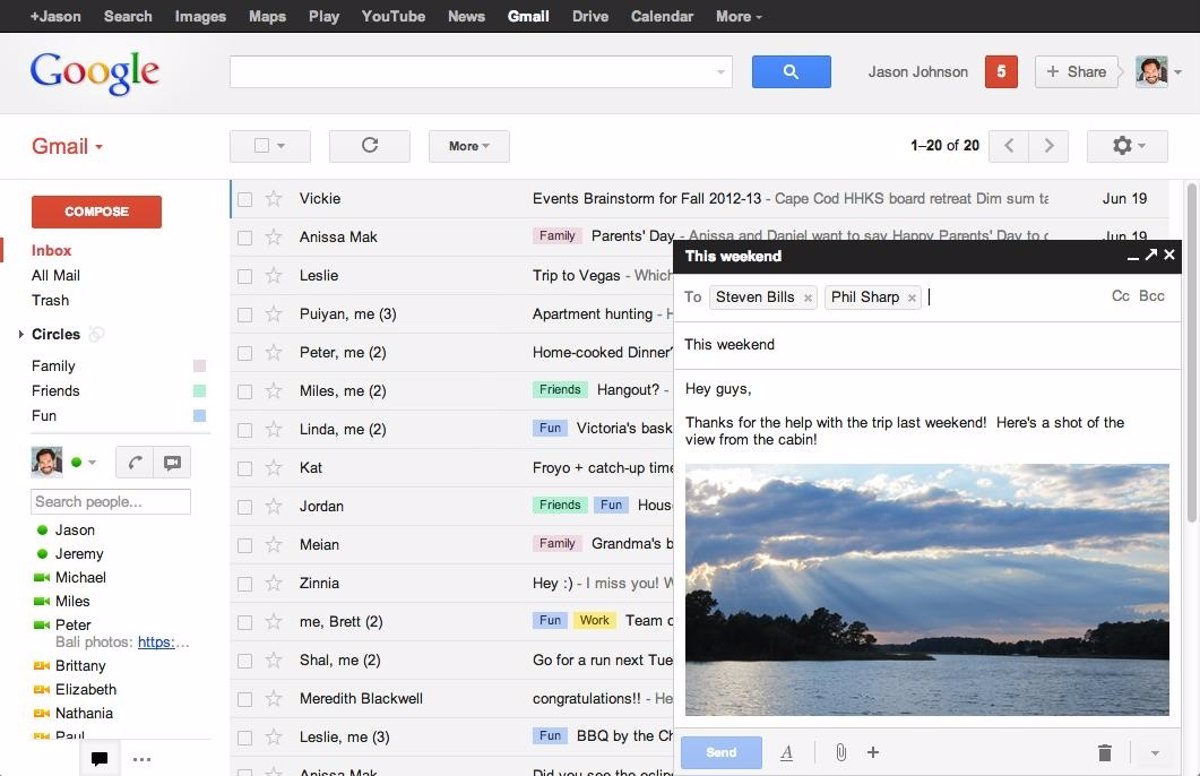 +Jason Search Images Maps Play YouTube News Gmail Drive Calendar More
Google
Jason Johnson 5 + Share
Gmail More 1–20 of 20
COMPOSE
Inbox
All Mail
Trash
Circles
Family
Friends
Fun
Search people...
Jason
Jeremy
Michael
Miles
Peter
Bali photos: https:...
Brittany
Elizabeth
Nathania
Paul
Vickie Events Brainstorm for Fall 2012-13 - Cape Cod HHKS board retreat Dim sum ta Jun 19
Anissa Mak Family Parents' Day - Anissa and Daniel want to say Happy Parents' Day to c Jun 19
Leslie Trip to Vegas - Which
Puiyan, me (3) Apartment hunting - H
Peter, me (2) Home-cooked Dinner?
Miles, me (2) Friends Hangout? -
Linda, me (2) Fun Victoria's bask
Kat Froyo + catch-up time
Jordan Friends Fun Hous
Meian Family Grandma's b
Zinnia Hey :) - I miss you! W
me, Brett (2) Fun Work Team c
Shal, me (2) Go for a run next Tue
Meredith Blackwell congratulations!! - He
Leslie, me (3) Fun BBQ by the Ch
Anissa Mak Did you see the eclip
This weekend
To Steven Bills × Phil Sharp × Cc Bcc
This weekend
Hey guys,
Thanks for the help with the trip last weekend! Here's a shot of the
view from the cabin!
Send A +